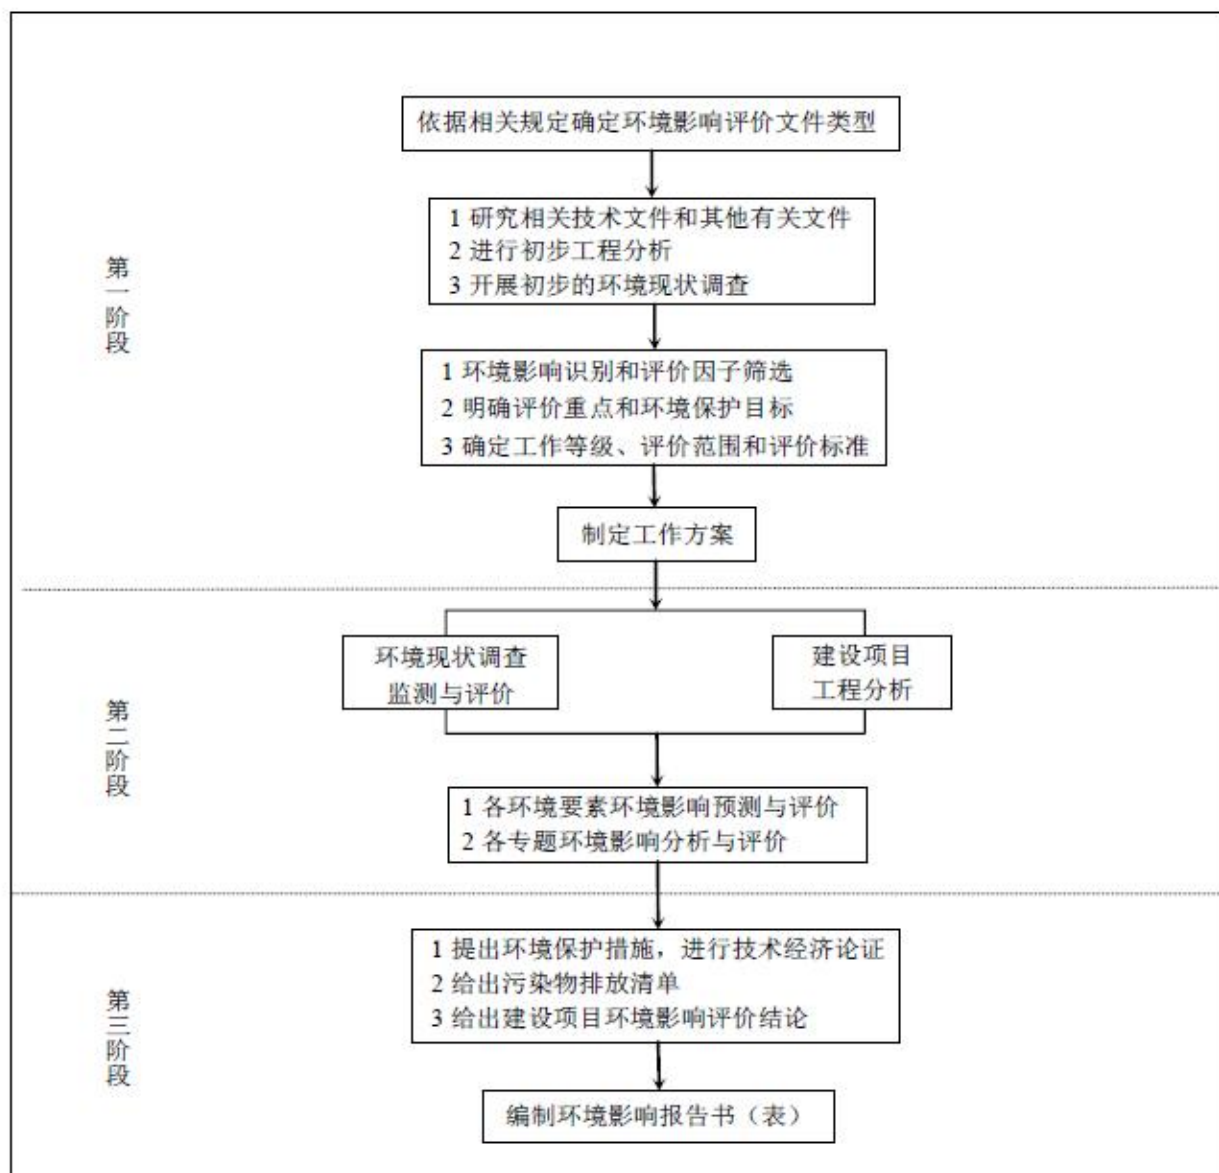 依据相关规定确定环境影响评价文件类型
1 研究相关技术文件和其他有关文件
2 进行初步工程分析
3 开展初步的环境现状调查
第一阶段
1 环境影响识别和评价因子筛选
2 明确评价重点和环境保护目标
3 确定工作等级、评价范围和评价标准
制定工作方案
环境现状调查
监测与评价
建设项目
工程分析
第二阶段
1 各环境要素环境影响预测与评价
2 各专题环境影响分析与评价
1 提出环境保护措施，进行技术经济论证
2 给出污染物排放清单
3 给出建设项目环境影响评价结论
第三阶段
编制环境影响报告书（表）